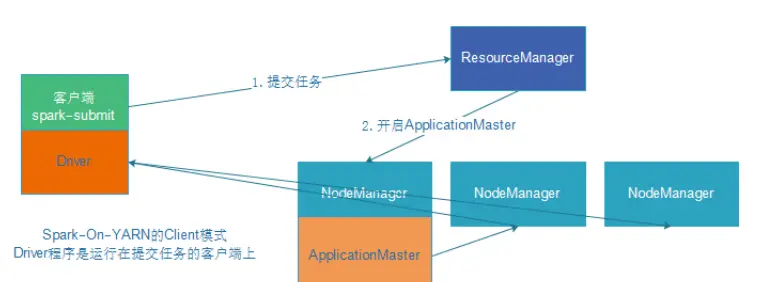 ResourceManager
1.提交任务
客户端
spark-submit
2.开启ApplicationMaster
Driver
NodeManager
NodeManager
NodeManager
Spark-On-YARN的Client模式
Driver程序是运行在提交任务的客户端上
ApplicationMaster